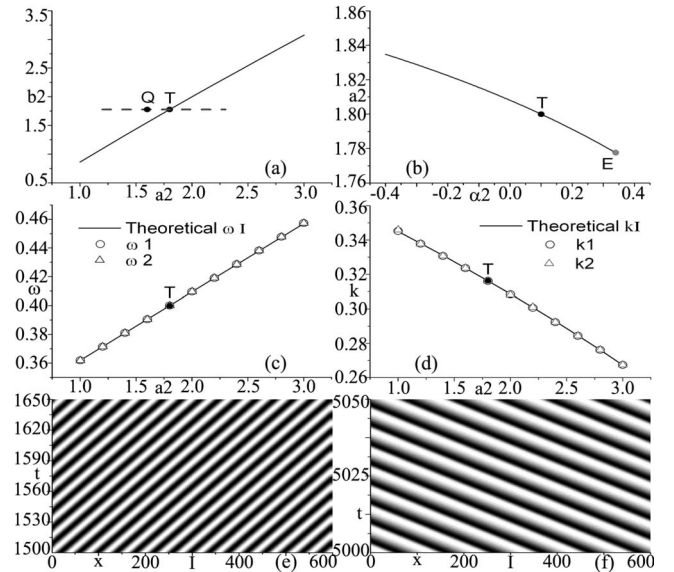 3.5
b2
2.5
1.5
0.5
Q T
(a)
1.0 1.5 a2 2.0 2.5 3.0
1.86
1.84
1.82
a2
1.80
1.78
1.76
T
E
(b)
-0.4 -0.2 0.0 α2 0.2 0.4
0.46
0.44
0.42
ω
0.40
0.38
0.36
Theoretical ω I
ω 1
ω 2
T
(c)
1.0 1.5 a2 2.0 2.5 3.0
0.36
0.34
0.32
k
0.30
0.28
0.26
Theoretical kI
k1
k2
T
(d)
1.0 1.5 a2 2.0 2.5 3.0
1650
1620
1590
t
1560
1530
1500
0 x 150 I 300 450 (e) 600
5050
5025
t
5000
0 x 200 I 400 (f) 600